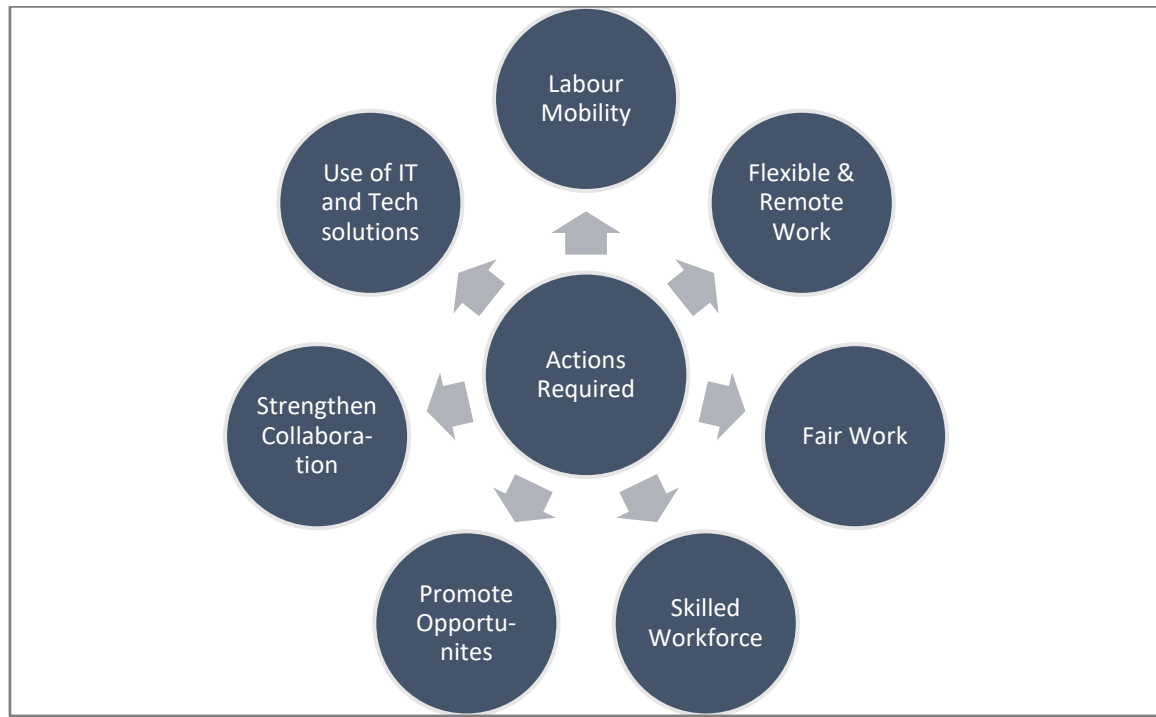 Labour
Mobility
Flexible &
Remote
Work
Fair Work
Skilled
Workforce
Promote
Opportu-
nites
Strengthen
Collabora-
tion
Use of IT
and Tech
solutions
Actions
Required